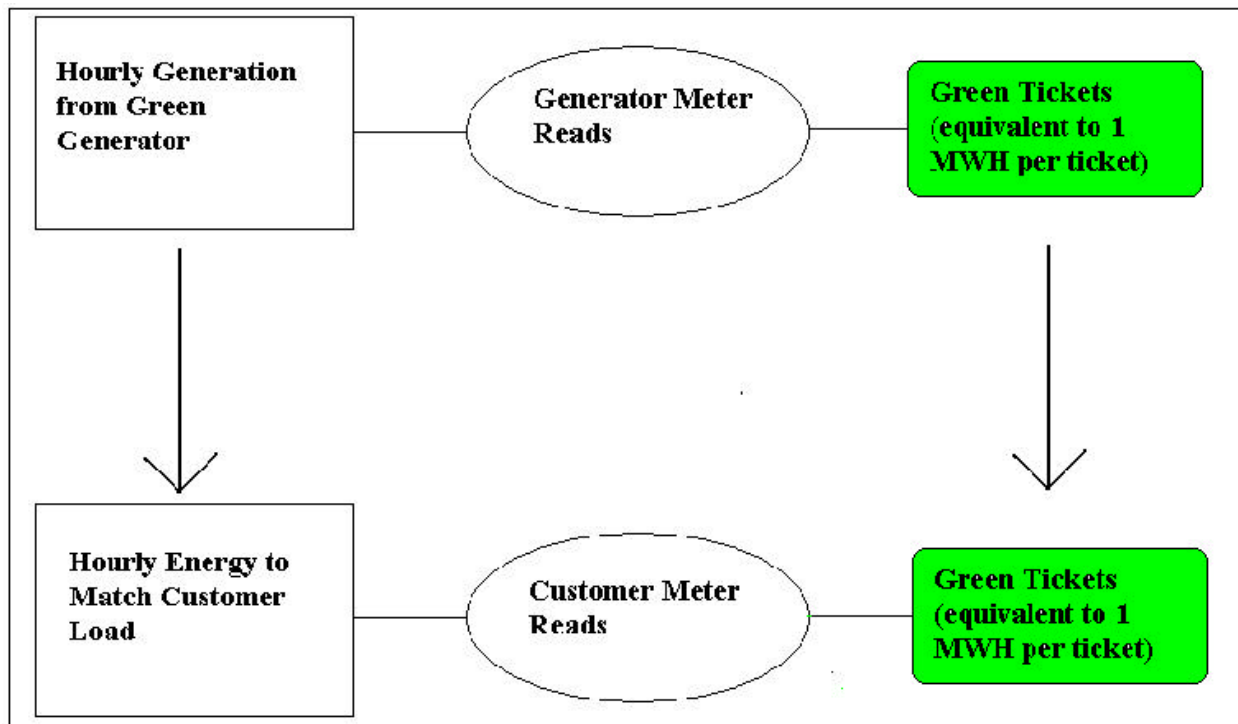 Hourly Generation
from Green
Generator
Generator Meter
Reads
Green Tickets
(equivalent to 1
MWH per ticket)
Hourly Energy to
Match Customer
Load
Customer Meter
Reads
Green Tickets
(equivalent to 1
MWH per ticket)